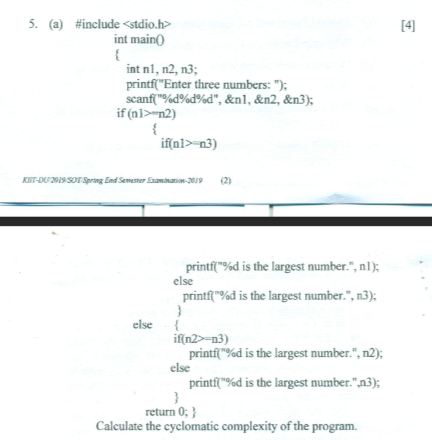 5. (a) #include <stdio.h> [4]
int main()
{
int n1, n2, n3;
printf("Enter three numbers: ");
scanf("%d%d%d", &n1, &n2, &n3);
if (n1>=n2)
{
if(n1>=n3)
KIIT-DU/2019/SOT/Spring End Semester Examination-2019 (2)
printf("%d is the largest number.", n1);
else
printf("%d is the largest number.", n3);
}
else {
if(n2>=n3)
printf("%d is the largest number.", n2);
else
printf("%d is the largest number.",n3);
}
return 0; }
Calculate the cyclomatic complexity of the program.